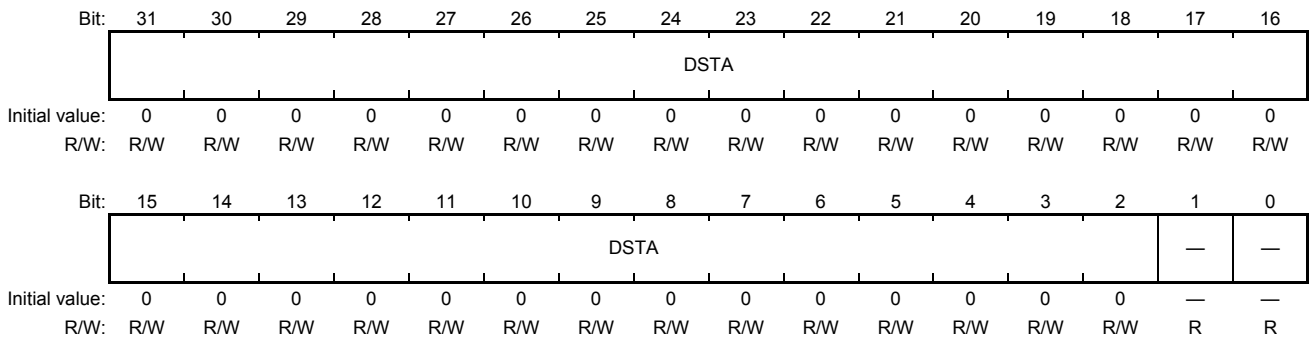 Bit: 31 30 29 28 27 26 25 24 23 22 21 20 19 18 17 16
DSTA
Initial value: 0 0 0 0 0 0 0 0 0 0 0 0 0 0 0 0
R/W: R/W R/W R/W R/W R/W R/W R/W R/W R/W R/W R/W R/W R/W R/W R/W R/W
Bit: 15 14 13 12 11 10 9 8 7 6 5 4 3 2 1 0
DSTA — —
Initial value: 0 0 0 0 0 0 0 0 0 0 0 0 0 0 — —
R/W: R/W R/W R/W R/W R/W R/W R/W R/W R/W R/W R/W R/W R/W R/W R R